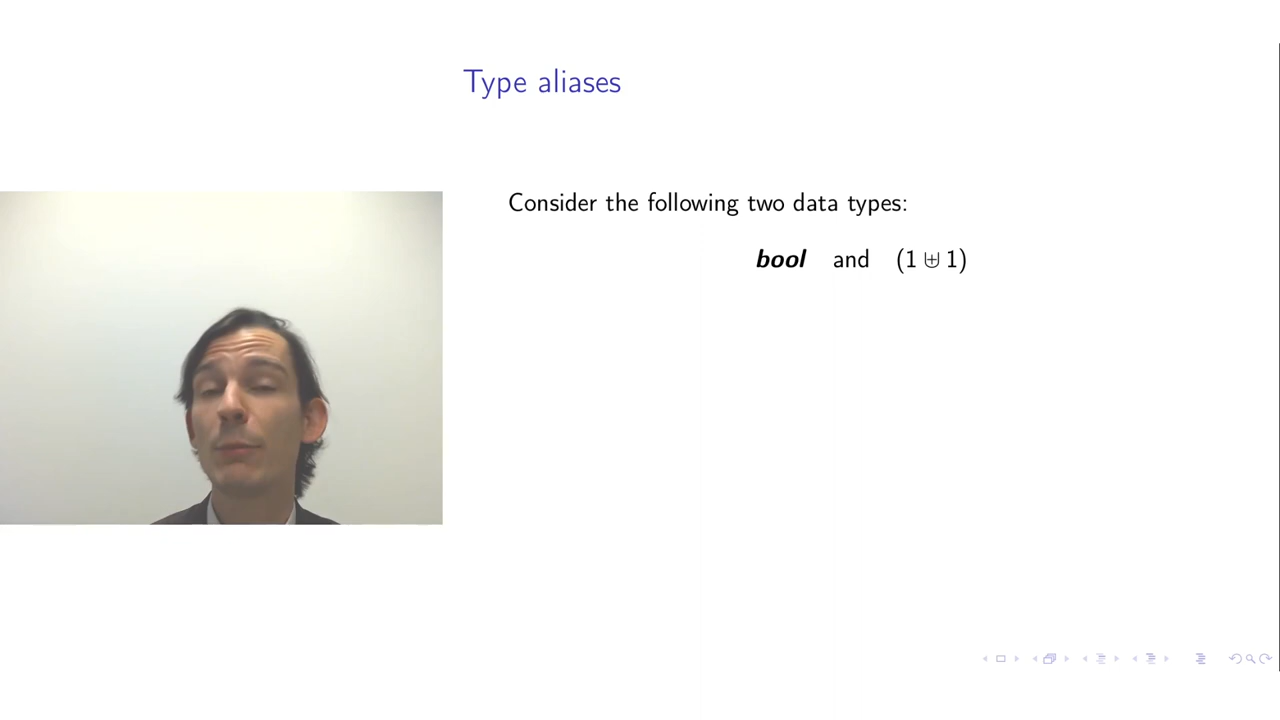 Type aliases
Consider the following two data types:
bool and (1 ⊎ 1)